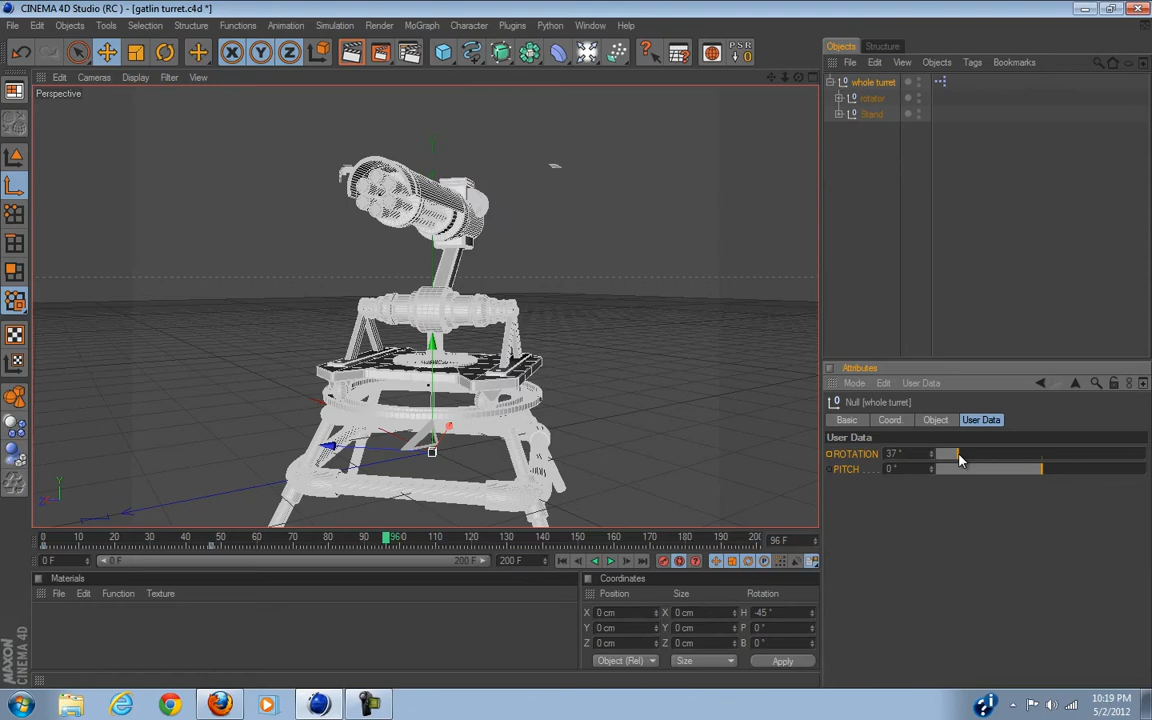 CINEMA 4D Studio (RC ) - [gatlin turret.c4d *]
File Edit Objects Tools Selection Structure Functions Animation Simulation Render MoGraph Character Plugins Python Window Help
X Y Z
PSR
0
Objects Structure
File Edit View Objects Tags Bookmarks
whole turret
rotator
Stand
Edit Cameras Display Filter View
Perspective
Attributes
Mode Edit User Data
Null [whole turret]
Basic Coord. Object User Data
User Data
ROTATION 37 °
PITCH . . . . 0 °
Y
Z
0 10 20 30 40 50 60 70 80 90 96 100 110 120 130 140 150 160 170 180 190 200
96 F
0 F 0 F 200 F 200 F
Materials
File Edit Function Texture
Coordinates
Position Size Rotation
X 0 cm X 0 cm H -45 °
Y 0 cm Y 0 cm P 0 °
Z 0 cm Z 0 cm B 0 °
Object (Rel) Size Apply
MAXON
CINEMA 4D
10:19 PM
5/2/2012